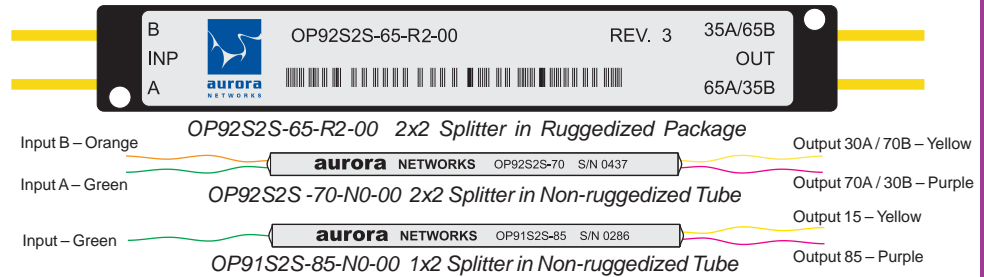 B OP92S2S-65-R2-00 REV. 3 35A/65B
INP OUT
A aurora 65A/35B
NETWORKS
OP92S2S-65-R2-00 2x2 Splitter in Ruggedized Package
Input B – Orange Output 30A / 70B – Yellow
aurora NETWORKS OP92S2S-70 S/N 0437
Input A – Green Output 70A / 30B – Purple
OP92S2S -70-N0-00 2x2 Splitter in Non-ruggedized Tube
Output 15 – Yellow
Input – Green aurora NETWORKS OP91S2S-85 S/N 0286
Output 85 – Purple
OP91S2S-85-N0-00 1x2 Splitter in Non-ruggedized Tube